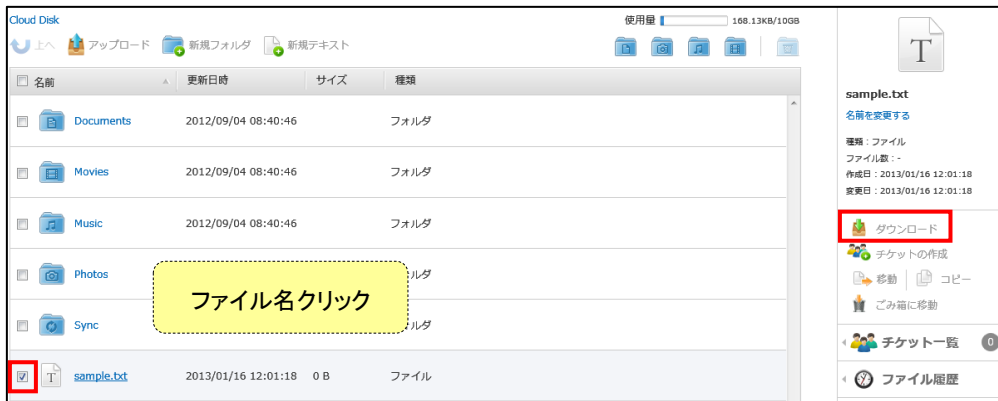 Cloud Disk
使用量 168.13KB/10GB
上へ アップロード 新規フォルダ 新規テキスト
名前 更新日時 サイズ 種類
Documents 2012/09/04 08:40:46 フォルダ
Movies 2012/09/04 08:40:46 フォルダ
Music 2012/09/04 08:40:46 フォルダ
Photos ルダ
ファイル名クリック
Sync ルダ
T sample.txt 2013/01/16 12:01:18 0 B ファイル
T
sample.txt
名前を変更する
種類：ファイル
ファイル数：-
作成日：2013/01/16 12:01:18
変更日：2013/01/16 12:01:18
ダウンロード
チケットの作成
移動 コピー
ごみ箱に移動
チケット一覧 0
ファイル履歴